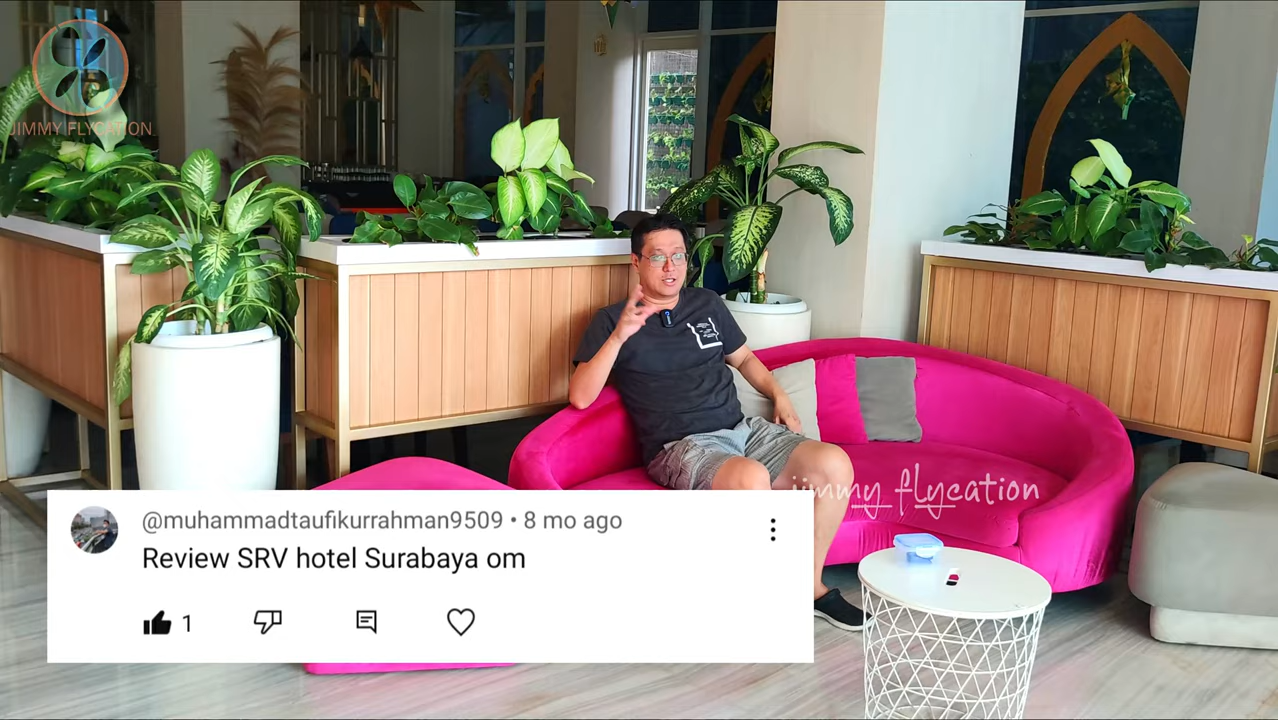 JIMMY FLYCATION
jimmy flycation
@muhammadtaufikurrahman9509 • 8 mo ago
Review SRV hotel Surabaya om
1